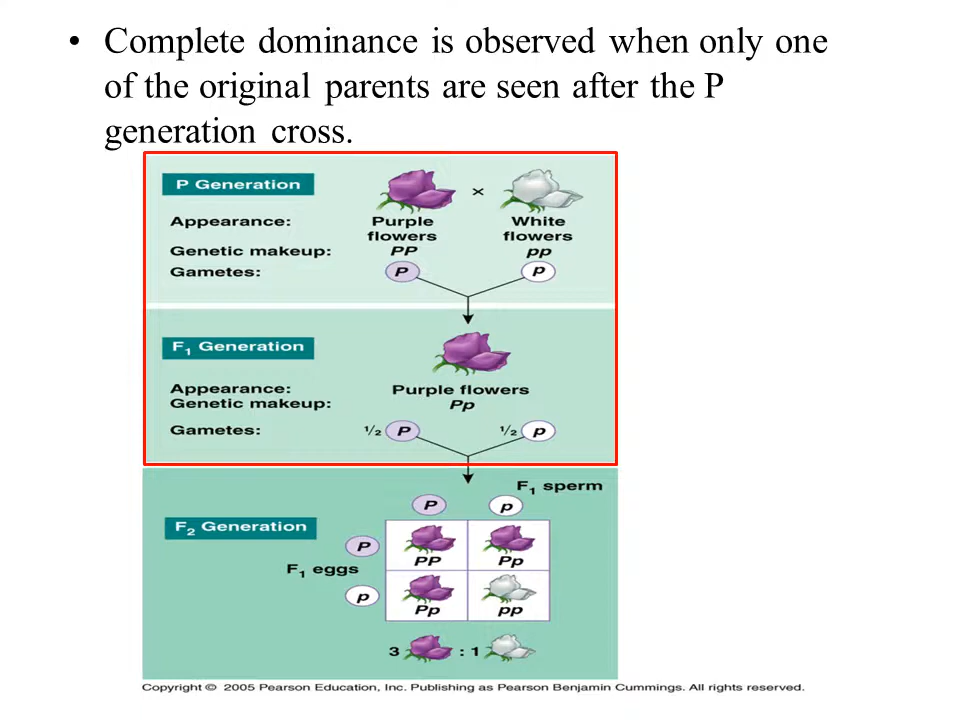 • Complete dominance is observed when only one
of the original parents are seen after the P
generation cross.
P Generation
×
Appearance: Purple flowers White flowers
Genetic makeup: PP pp
Gametes: P p
F1 Generation
Appearance: Purple flowers
Genetic makeup: Pp
Gametes: 1/2 P 1/2 p
F1 sperm
P p
F2 Generation
P
PP Pp
F1 eggs
p
Pp pp
3 : 1
Copyright © 2005 Pearson Education, Inc. Publishing as Pearson Benjamin Cummings. All rights reserved.